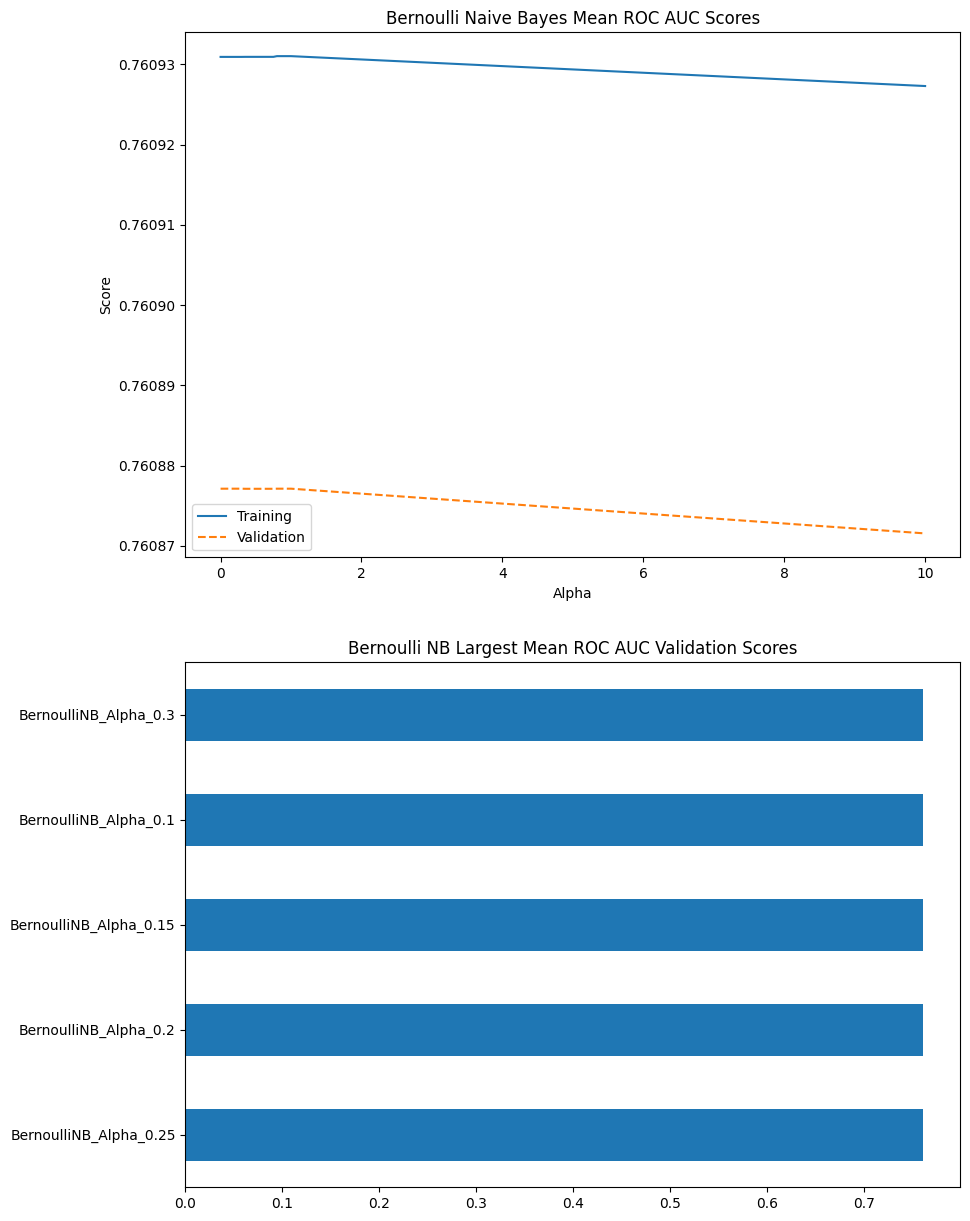 Bernoulli Naive Bayes Mean ROC AUC Scores
0.76093
0.76092
0.76091
0.76090
0.76089
0.76088
0.76087
Score
Training
Validation
0 2 4 6 8 10
Alpha
Bernoulli NB Largest Mean ROC AUC Validation Scores
BernoulliNB_Alpha_0.3
BernoulliNB_Alpha_0.1
BernoulliNB_Alpha_0.15
BernoulliNB_Alpha_0.2
BernoulliNB_Alpha_0.25
0.0 0.1 0.2 0.3 0.4 0.5 0.6 0.7